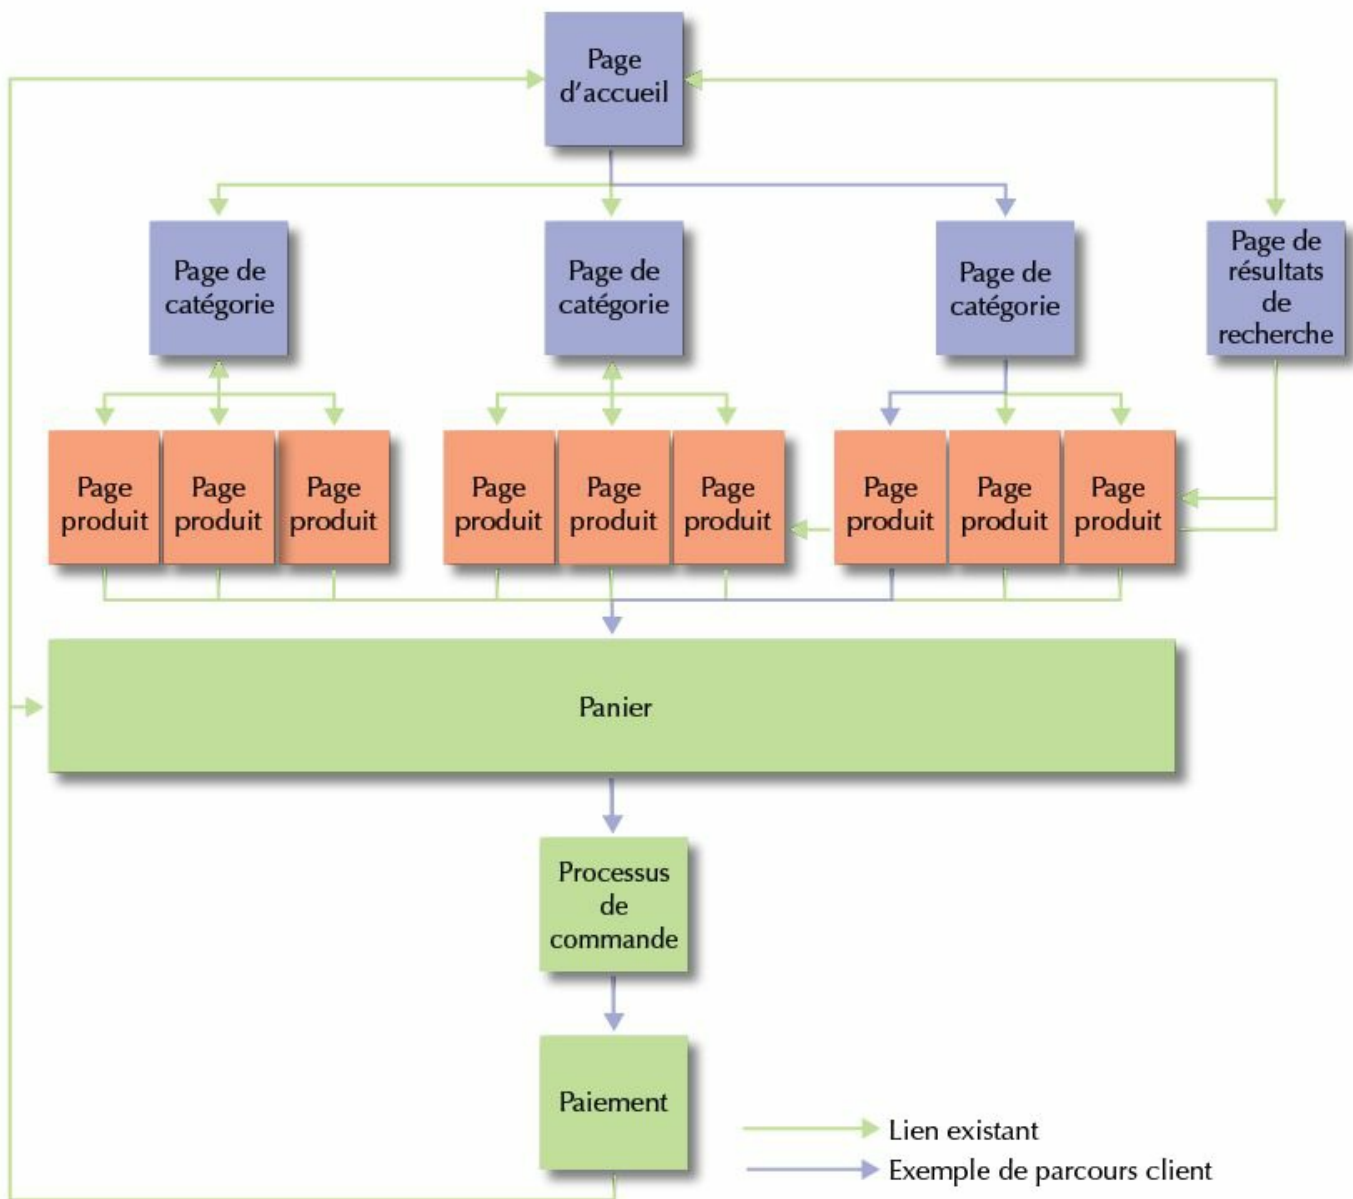 Page
d'accueil
Page de
catégorie
Page de
catégorie
Page de
catégorie
Page de
résultats
de
recherche
Page
produit
Page
produit
Page
produit
Page
produit
Page
produit
Page
produit
Page
produit
Page
produit
Page
produit
Panier
Processus
de
commande
Paiement
Lien existant
Exemple de parcours client